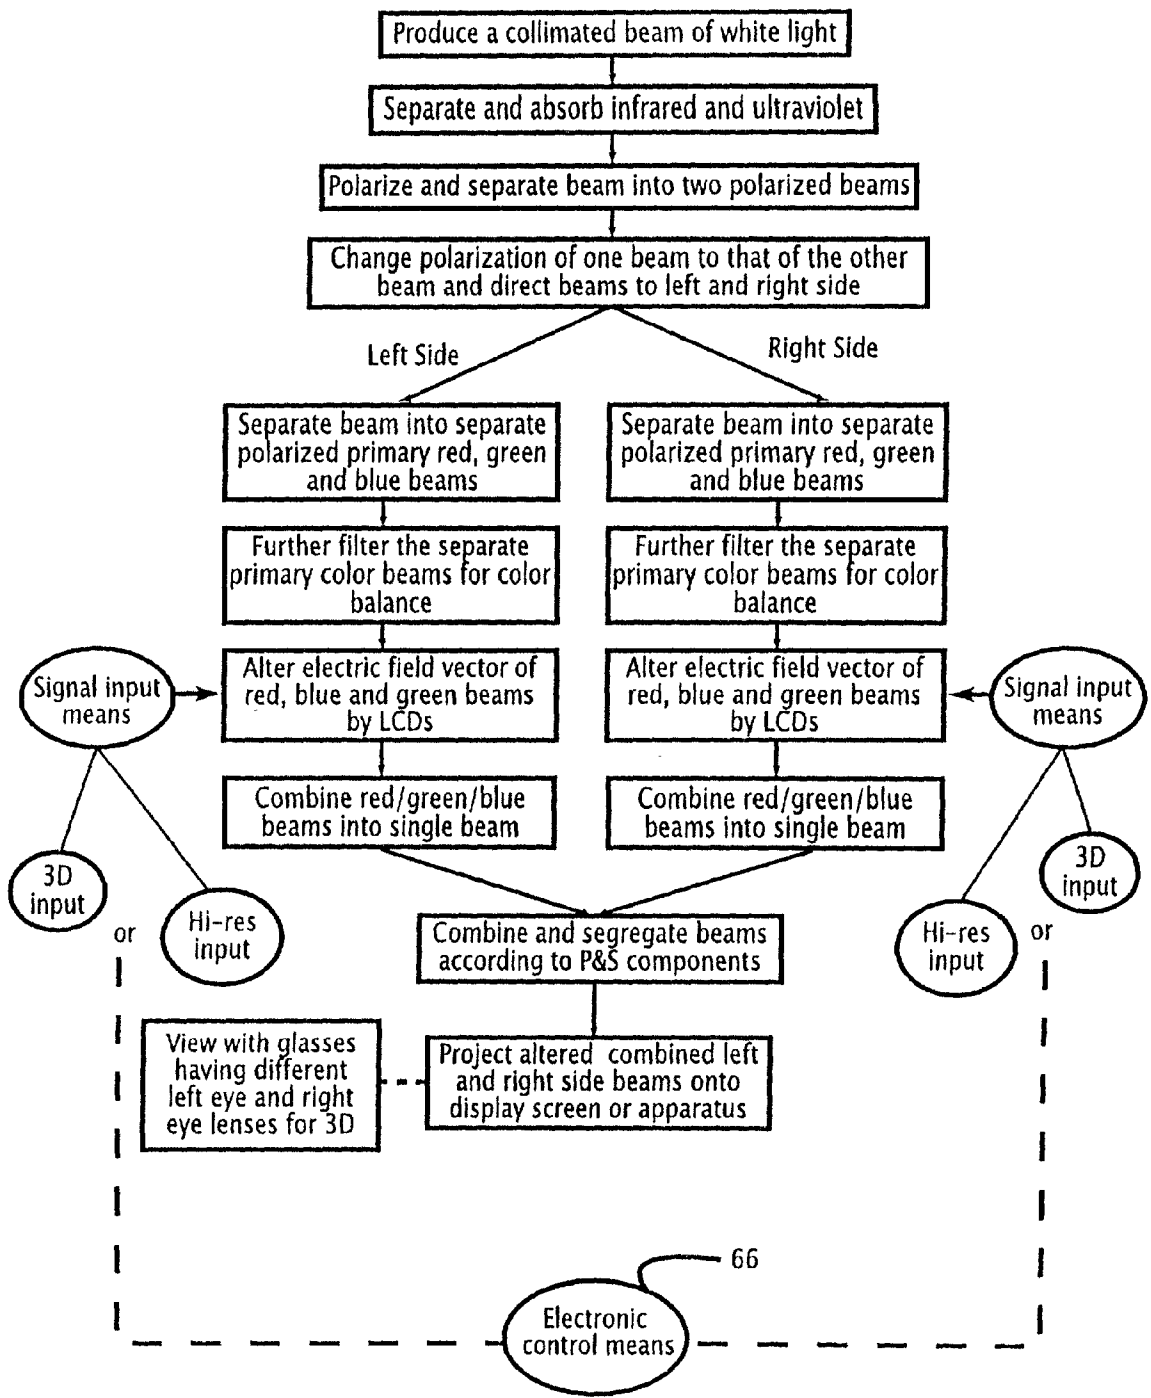 Produce a collimated beam of white light
Separate and absorb infrared and ultraviolet
Polarize and separate beam into two polarized beams
Change polarization of one beam to that of the other
beam and direct beams to left and right side
Left Side
Right Side
Separate beam into separate
polarized primary red, green
and blue beams
Separate beam into separate
polarized primary red, green
and blue beams
Further filter the separate
primary color beams for color
balance
Further filter the separate
primary color beams for color
balance
Signal input
means
Alter electric field vector of
red, blue and green beams
by LCDs
Alter electric field vector of
red, blue and green beams
by LCDs
Signal input
means
Combine red/green/blue
beams into single beam
Combine red/green/blue
beams into single beam
3D
input
or
Hi-res
input
Combine and segregate beams
according to P&S components
Hi-res
input
or
3D
input
View with glasses
having different
left eye and right
eye lenses for 3D
Project altered combined left
and right side beams onto
display screen or apparatus
66
Electronic
control means